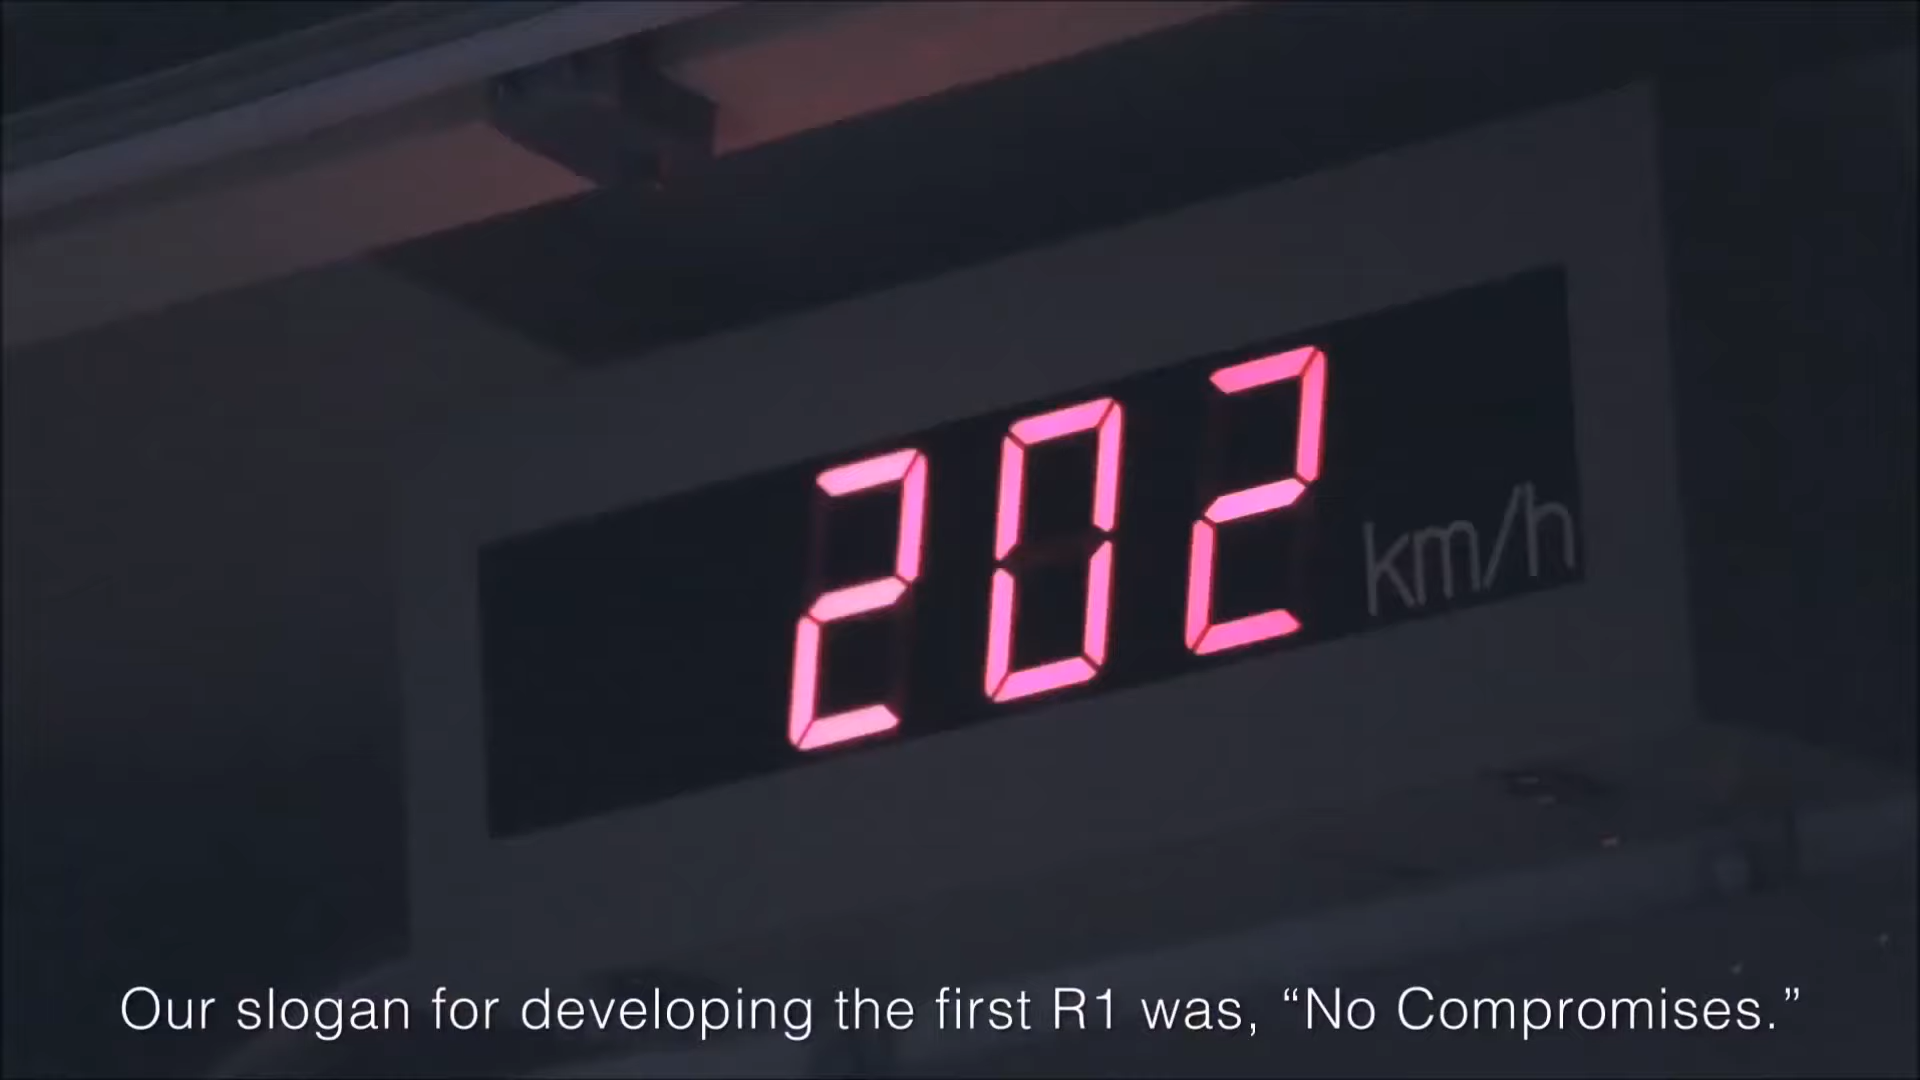 202
km/h
Our slogan for developing the first R1 was, “No Compromises.”